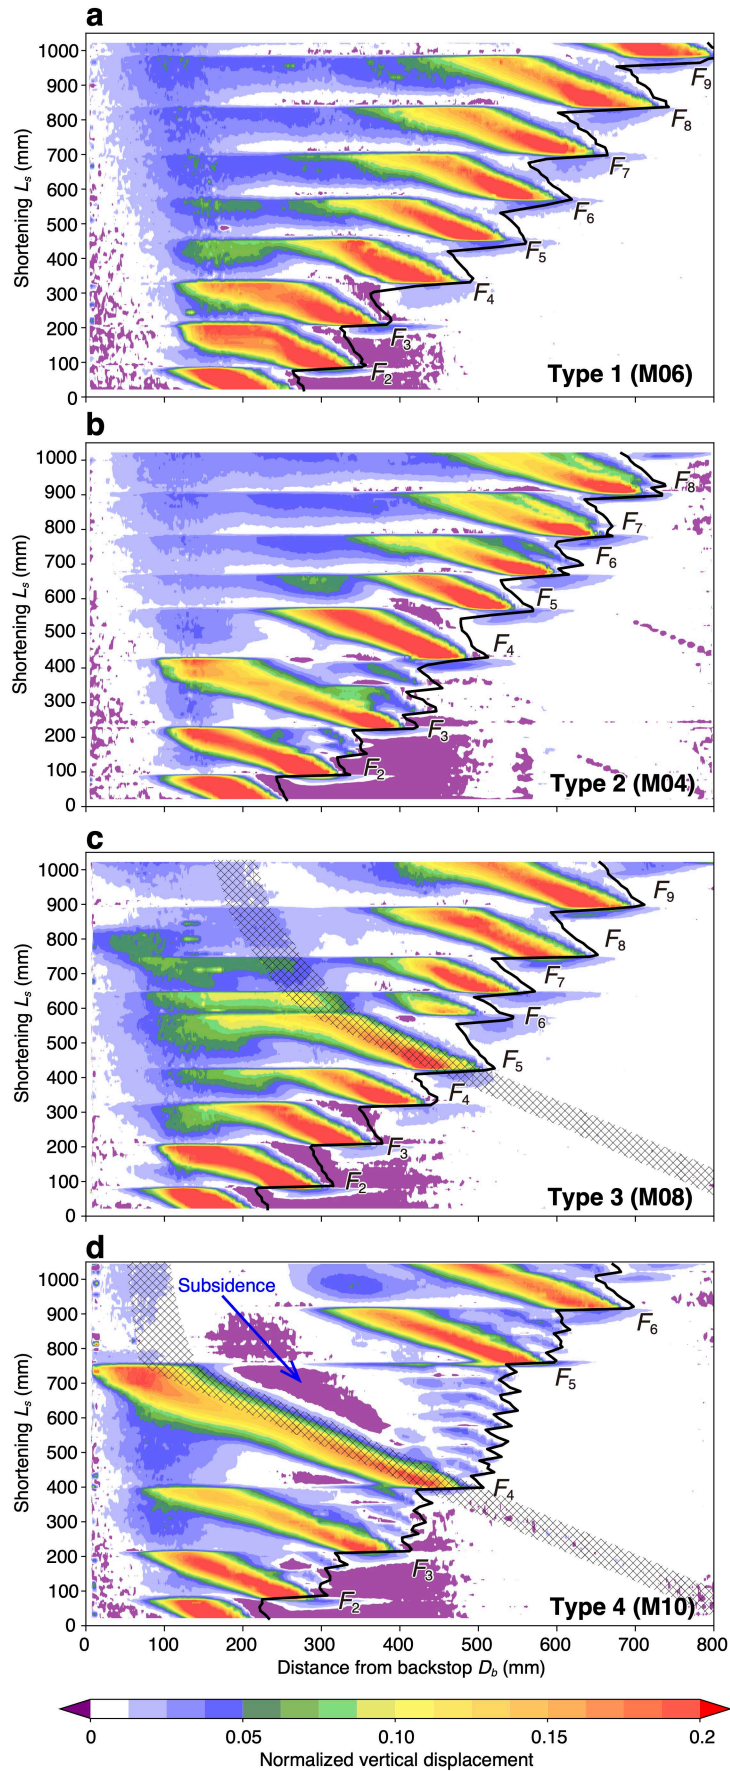 a
Shortening Ls (mm)
1000
900
800
700
600
500
400
300
200
100
0
F9
F8
F7
F6
F5
F4
F3
F2
Type 1 (M06)
b
Shortening Ls (mm)
1000
900
800
700
600
500
400
300
200
100
0
F8
F7
F6
F5
F4
F3
F2
Type 2 (M04)
c
Shortening Ls (mm)
1000
900
800
700
600
500
400
300
200
100
0
F9
F8
F7
F6
F5
F4
F3
F2
Type 3 (M08)
d
Shortening Ls (mm)
1000
900
800
700
600
500
400
300
200
100
0
Subsidence
F6
F5
F4
F3
F2
Type 4 (M10)
0 100 200 300 400 500 600 700 800
Distance from backstop Db (mm)
0 0.05 0.10 0.15 0.2
Normalized vertical displacement